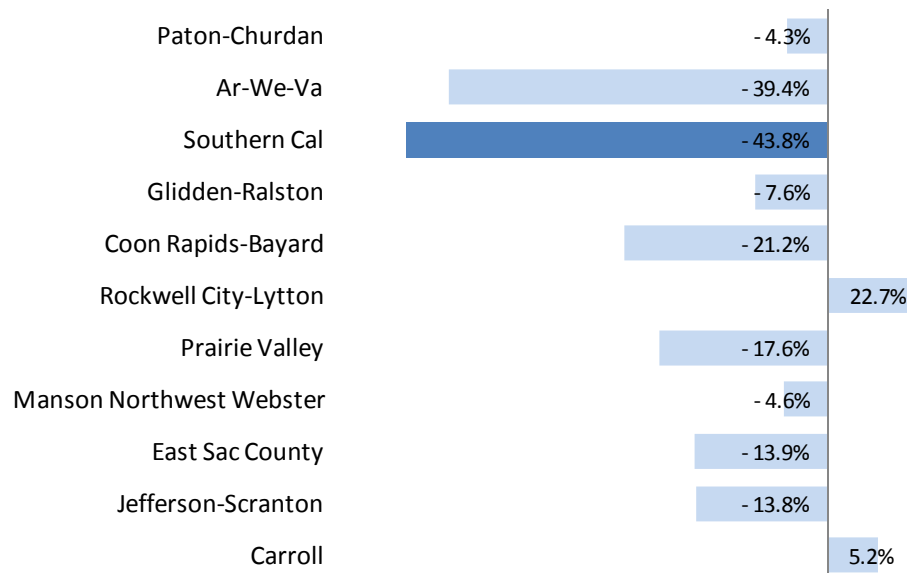 Paton-Churdan - 4.3%
Ar-We-Va - 39.4%
Southern Cal - 43.8%
Glidden-Ralston - 7.6%
Coon Rapids-Bayard - 21.2%
Rockwell City-Lytton 22.7%
Prairie Valley - 17.6%
Manson Northwest Webster - 4.6%
East Sac County - 13.9%
Jefferson-Scranton - 13.8%
Carroll 5.2%